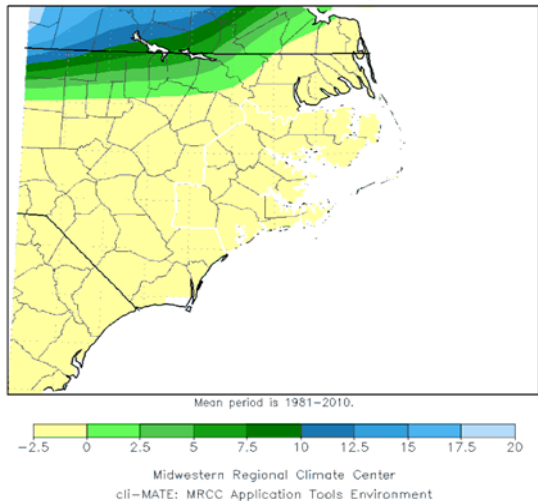 Mean period is 1981-2010.
-2.5 0 2.5 5 7.5 10 12.5 15 17.5 20
Midwestern Regional Climate Center
cli-MATE: MRCC Application Tools Environment